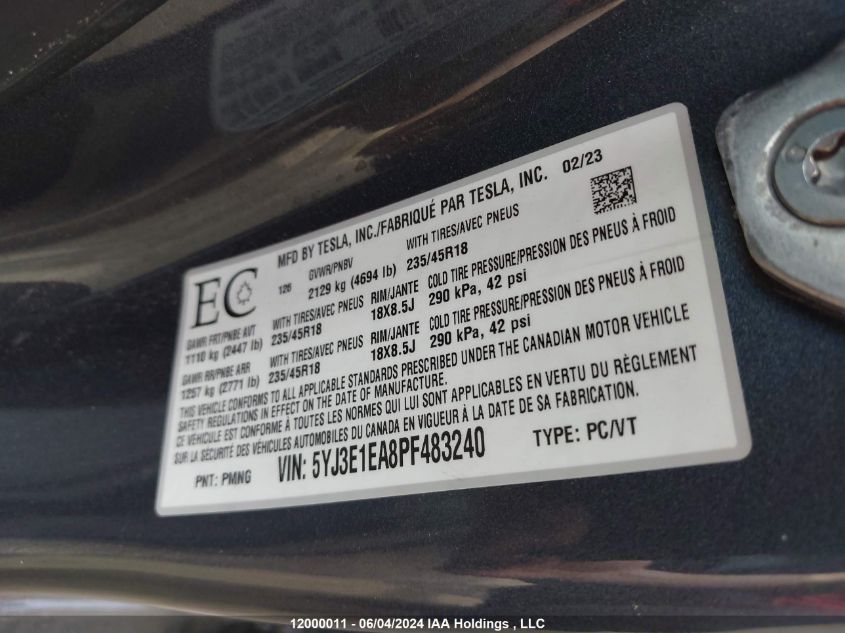 MFD BY TESLA, INC./FABRIQUÉ PAR TESLA, INC. 02/23
EC
126
GVWR/PNBV
2129 kg (4694 lb)
WITH TIRES/AVEC PNEUS
235/45R18
GAWR FRT/PNBE AVT
1110 kg (2447 lb)
WITH TIRES/AVEC PNEUS
235/45R18
RIM/JANTE
18X8.5J
COLD TIRE PRESSURE/PRESSION DES PNEUS À FROID
290 kPa, 42 psi
GAWR RR/PNBE ARR
1257 kg (2771 lb)
WITH TIRES/AVEC PNEUS
235/45R18
RIM/JANTE
18X8.5J
COLD TIRE PRESSURE/PRESSION DES PNEUS À FROID
290 kPa, 42 psi
THIS VEHICLE CONFORMS TO ALL APPLICABLE STANDARDS PRESCRIBED UNDER THE CANADIAN MOTOR VEHICLE
SAFETY REGULATIONS IN EFFECT ON THE DATE OF MANUFACTURE.
CE VÉHICULE EST CONFORME À TOUTES LES NORMES QUI LUI SONT APPLICABLES EN VERTU DU RÈGLEMENT
SUR LA SÉCURITÉ DES VÉHICULES AUTOMOBILES DU CANADA EN VIGUEUR À LA DATE DE SA FABRICATION.
PNT: PMNG VIN: 5YJ3E1EA8PF483240 TYPE: PC/VT
12000011 - 06/04/2024 IAA Holdings , LLC